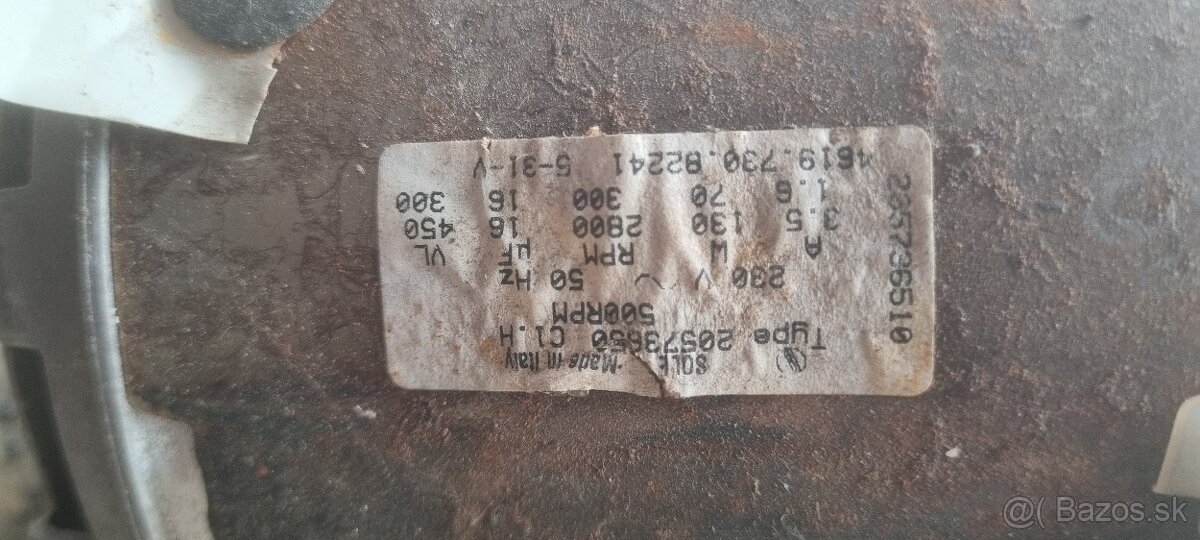 SOLE Made in Italy
Type 20573650 Cl.H
500RPM
230 V 50 Hz
A W RPM µF VL
3.5 130 2800 16 450
1.6 70 300 16 300
4619.730.82241 5-31-V
205736510
@( Bazos.sk